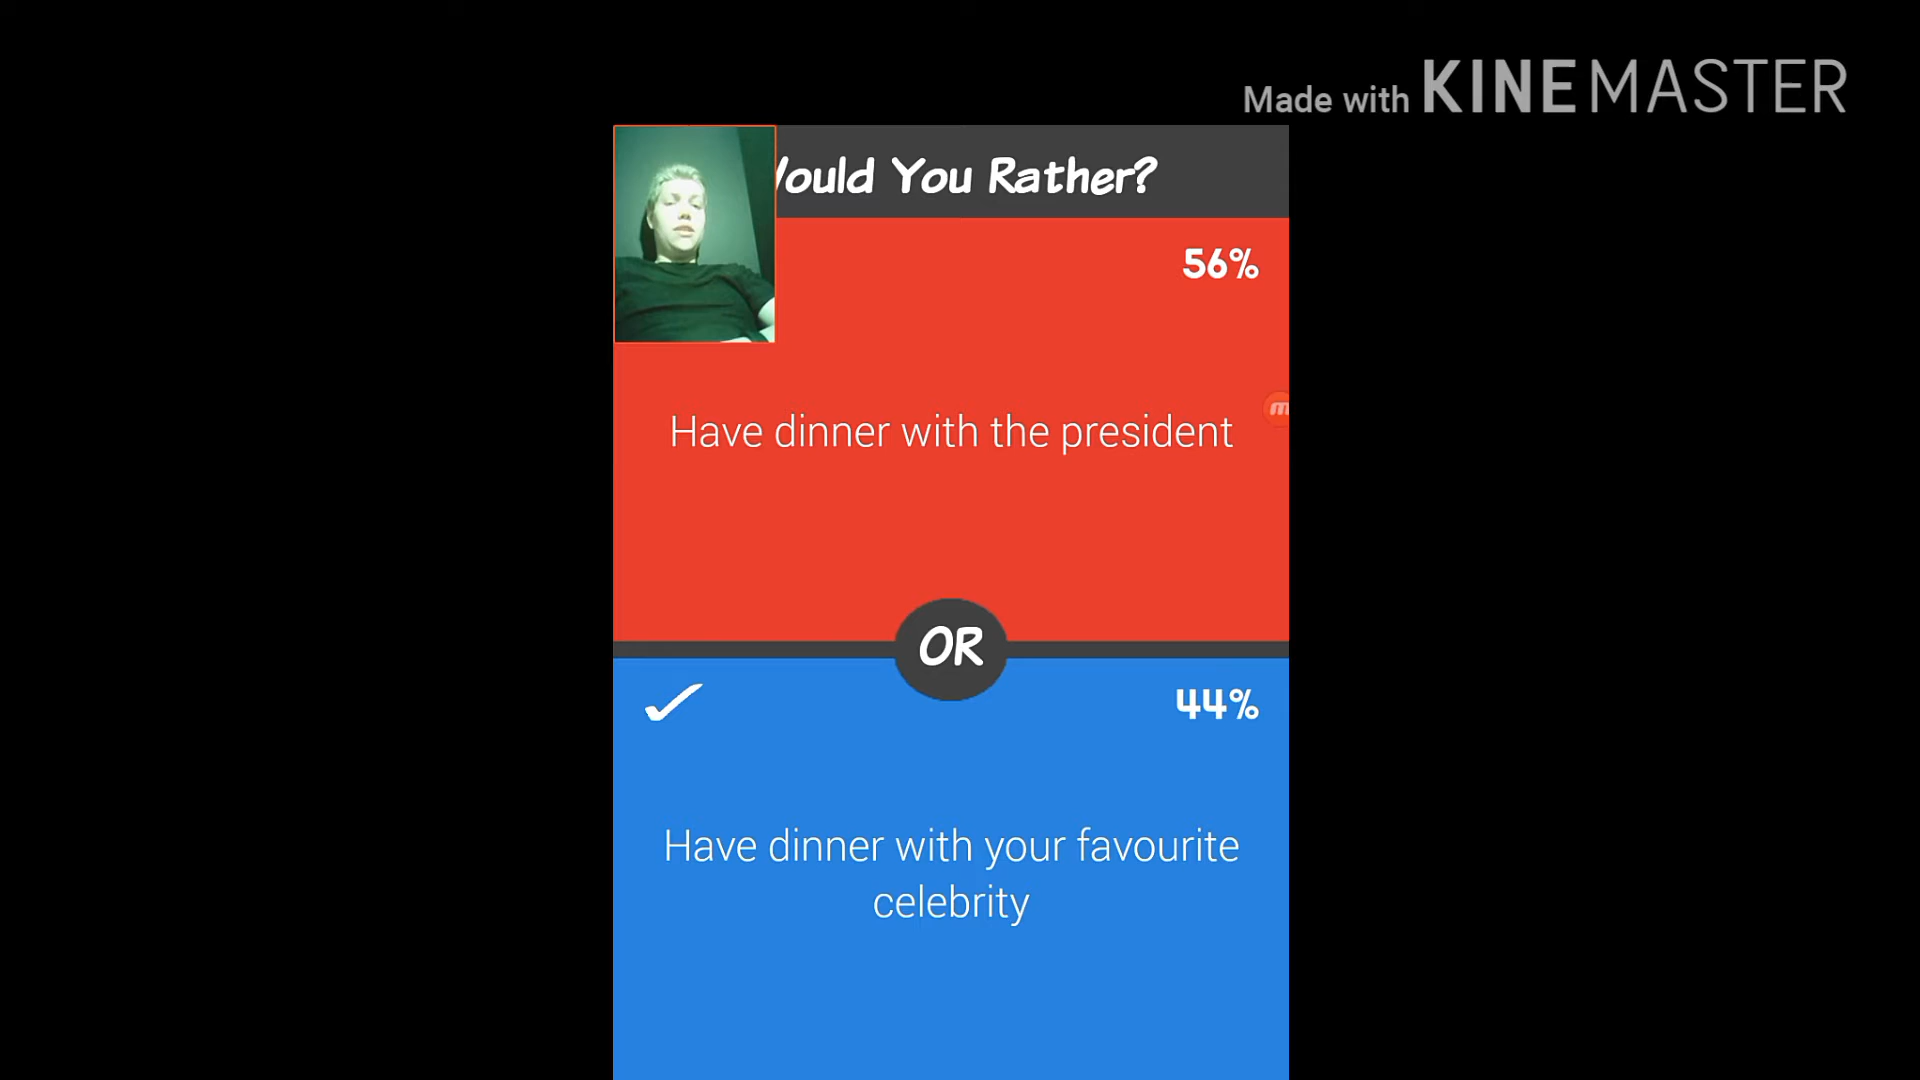 Made with KINEMASTER
ould You Rather?
56%
Have dinner with the president
m
OR
44%
Have dinner with your favourite
celebrity